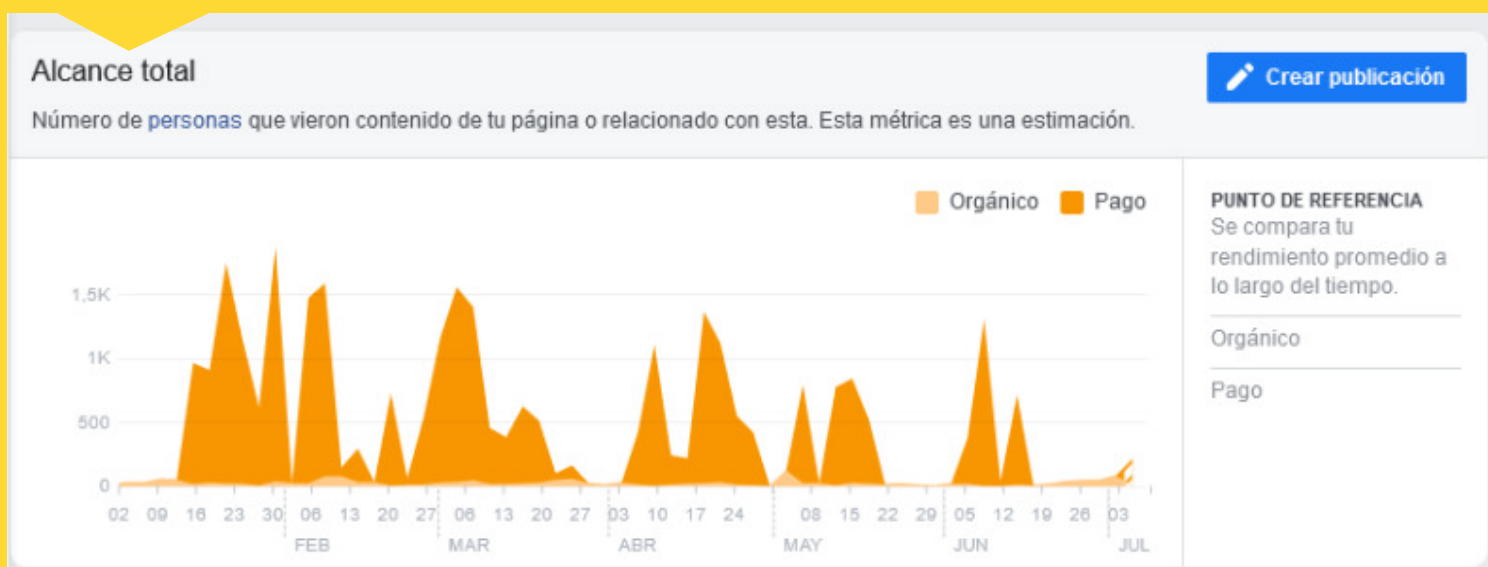 Alcance total
Crear publicación
Número de personas que vieron contenido de tu página o relacionado con esta. Esta métrica es una estimación.
Orgánico Pago
PUNTO DE REFERENCIA
Se compara tu
rendimiento promedio a
lo largo del tiempo.
Orgánico
Pago
1,5K
1K
500
0
02 09 16 23 30 06 13 20 27 06 13 20 27 03 10 17 24 08 15 22 29 05 12 19 26 03
FEB MAR ABR MAY JUN JUL